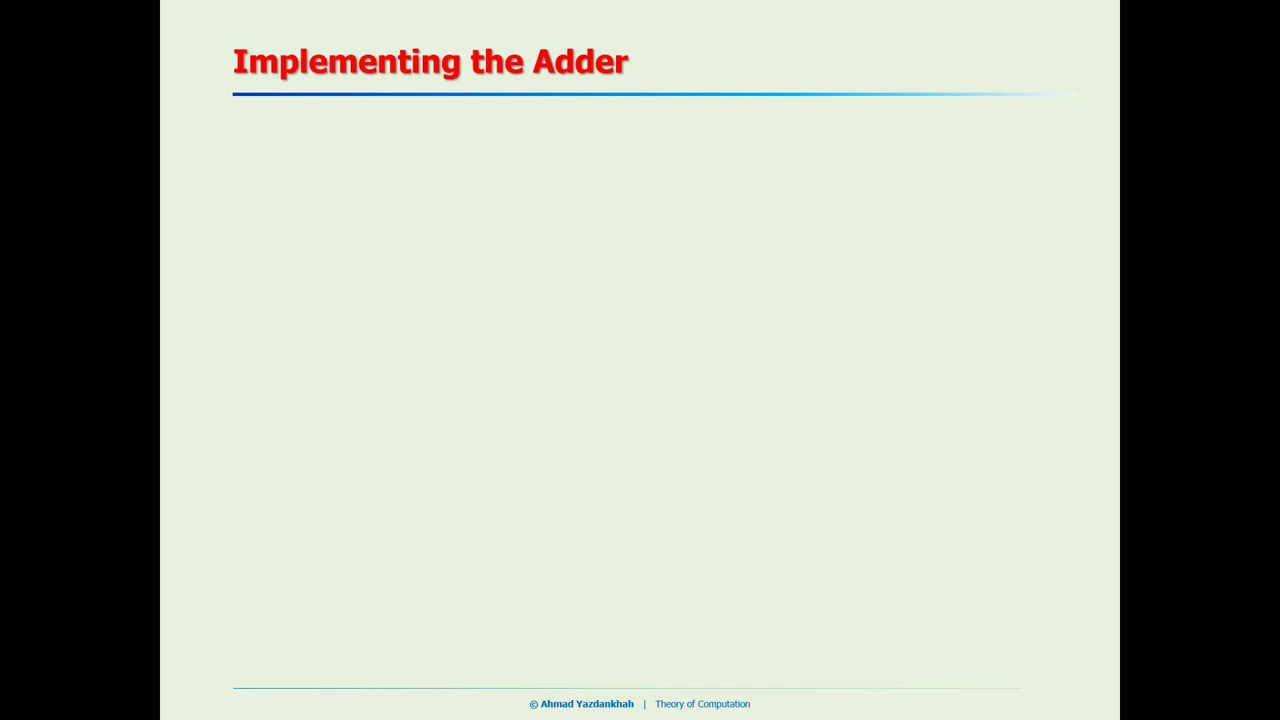 Implementing the Adder
© Ahmad Yazdankhah | Theory of Computation